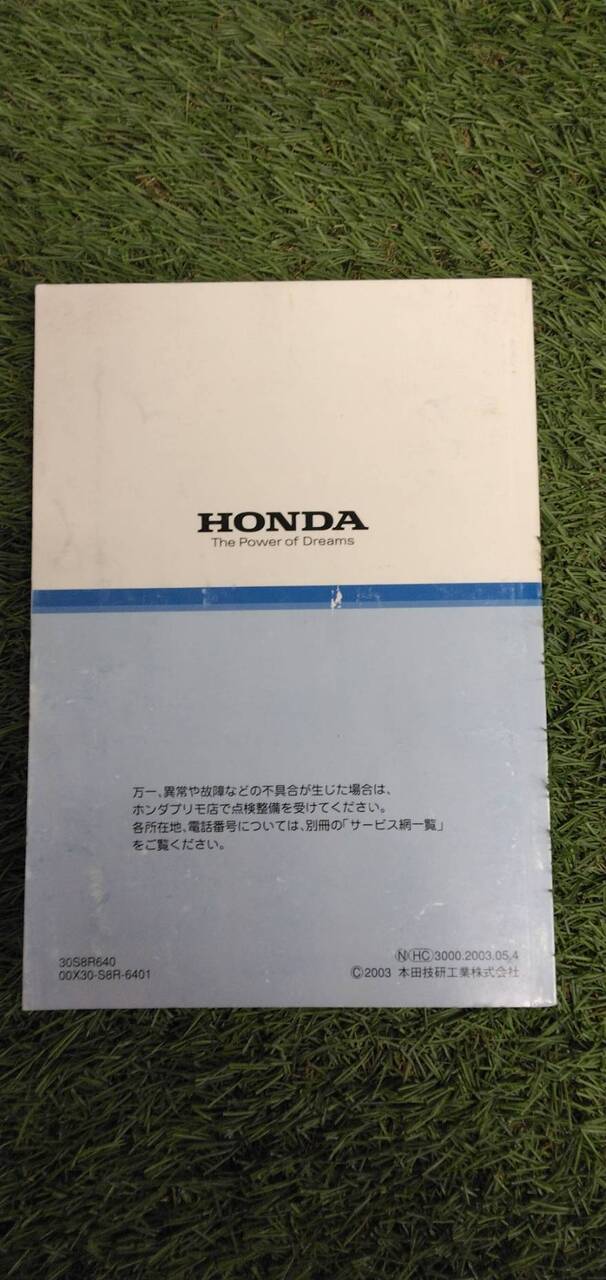 HONDA
The Power of Dreams
万一、異常や故障などの不具合が生じた場合は、
ホンダプリモ店で点検整備を受けてください。
各所在地、電話番号については、別冊の「サービス網一覧」
をご覧ください。
30S8R640
00X30-S8R-6401
Ⓝ(HC)3000.2003.05.4
Ⓒ2003 本田技研工業株式会社